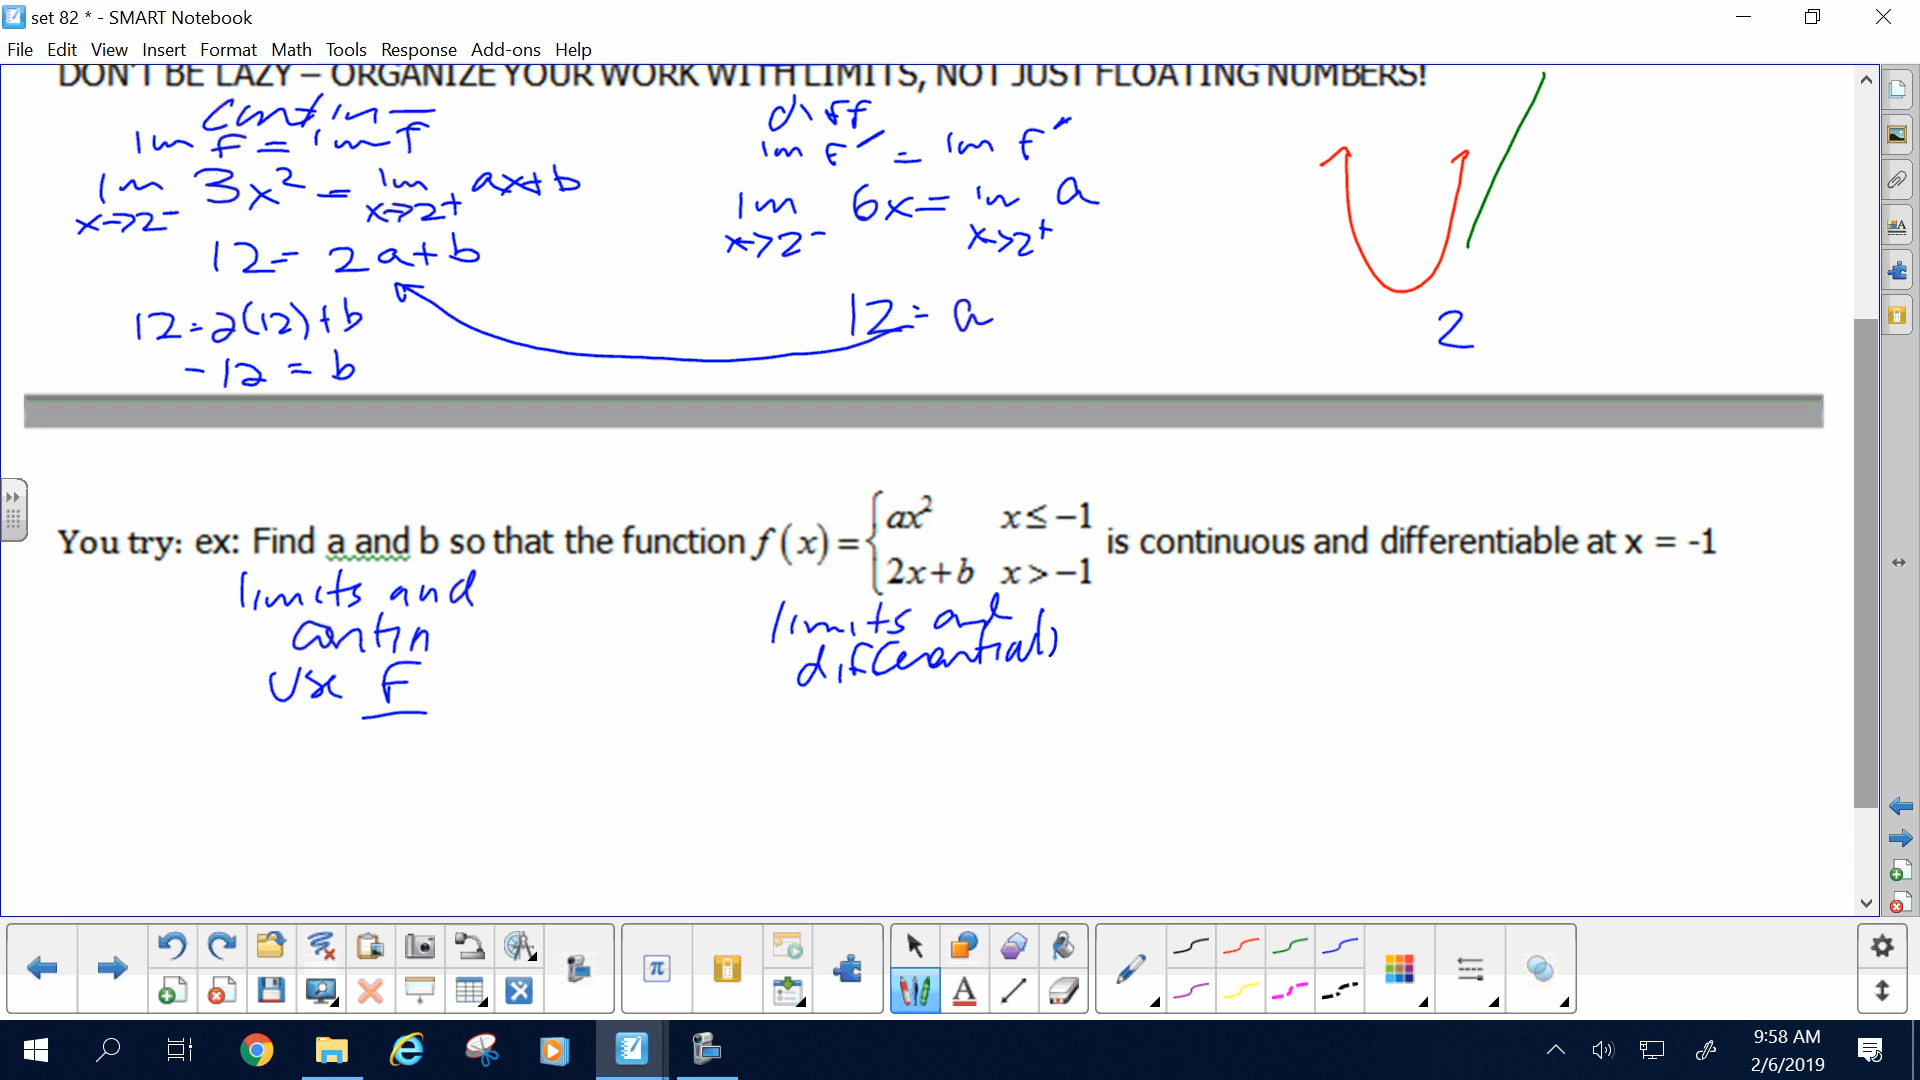 set 82 * - SMART Notebook
File Edit View Insert Format Math Tools Response Add-ons Help
DON'T BE LAZY – ORGANIZE YOUR WORK WITH LIMITS, NOT JUST FLOATING NUMBERS!
contin
lim F = lim F
lim x→2⁻ 3x² = lim x→2⁺ ax+b
12 = 2a+b
12 = 2(12)+b
-12 = b
diff
lim F' = lim F'
lim x→2⁻ 6x = lim x→2⁺ a
12 = a
2
You try: ex: Find a and b so that the function f(x) = { ax² x ≤ -1
2x+b x > -1 is continuous and differentiable at x = -1
limits and
contin
use F
limits and
9:58 AM
2/6/2019